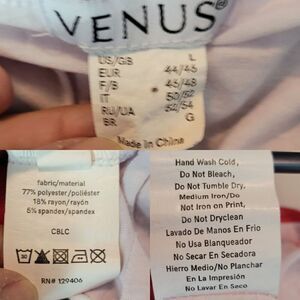 VENUS®
US/GB L
EUR 44/46
F/B 46/48
IT 50/52
RU/UA 52/54
BR G
Made In China
fabric/material
77% polyester/poliéster
18% rayon/rayón
5% spandex/spandex
CBLC
RN# 129406
Hand Wash Cold,
Do Not Bleach,
Do Not Tumble Dry,
Medium Iron/Do
Not Iron on Print,
Do Not Dryclean
Lavado De Manos En Frio
No Usa Blanqueador
No Secar En Secadora
Hierro Medio/No Planchar
En La Impresión
No Lavar En Seco